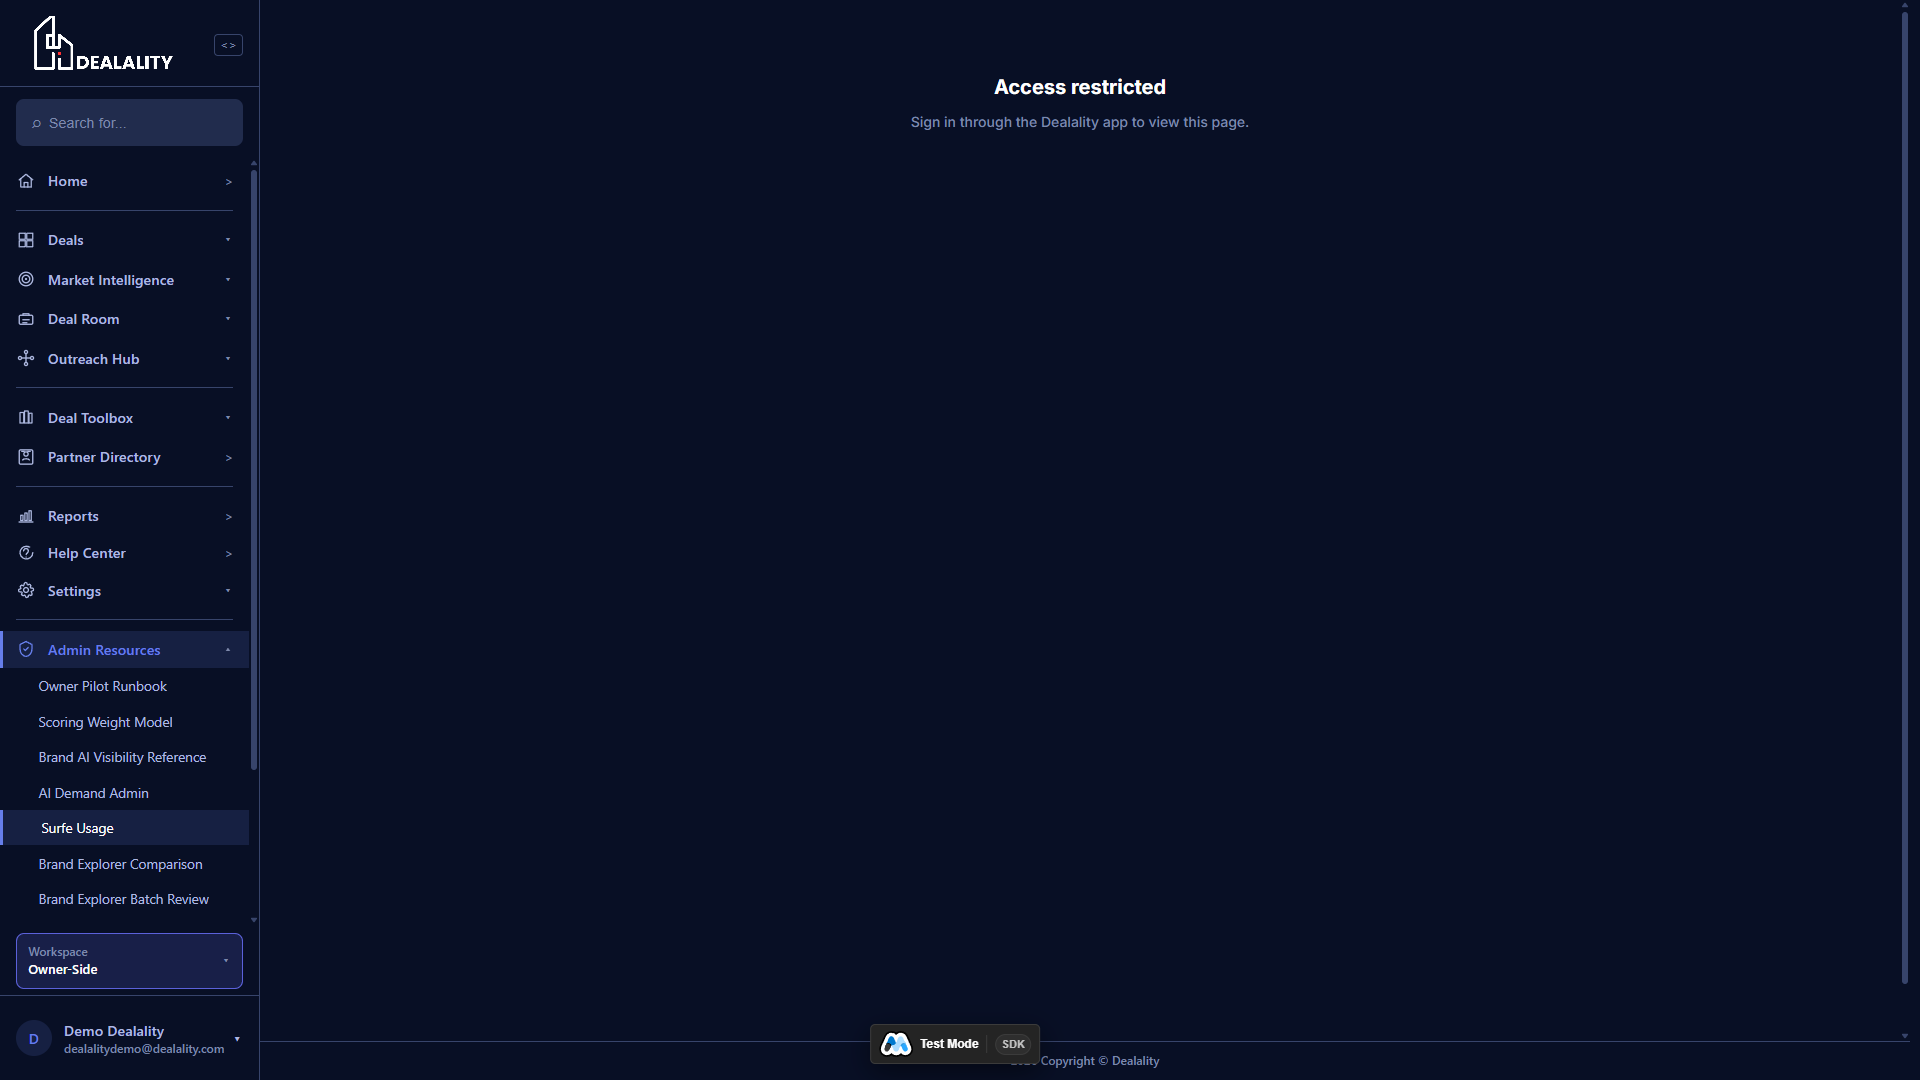 DEALALITY
<>
Search for...
Home
Deals
Market Intelligence
Deal Room
Outreach Hub
Deal Toolbox
Partner Directory
Reports
Help Center
Settings
Admin Resources
Owner Pilot Runbook
Scoring Weight Model
Brand AI Visibility Reference
AI Demand Admin
Surfe Usage
Brand Explorer Comparison
Brand Explorer Batch Review
Workspace
Owner-Side
D
Demo Dealality
dealalitydemo@dealality.com
Access restricted
Sign in through the Dealality app to view this page.
Test Mode
SDK
Copyright © Dealality